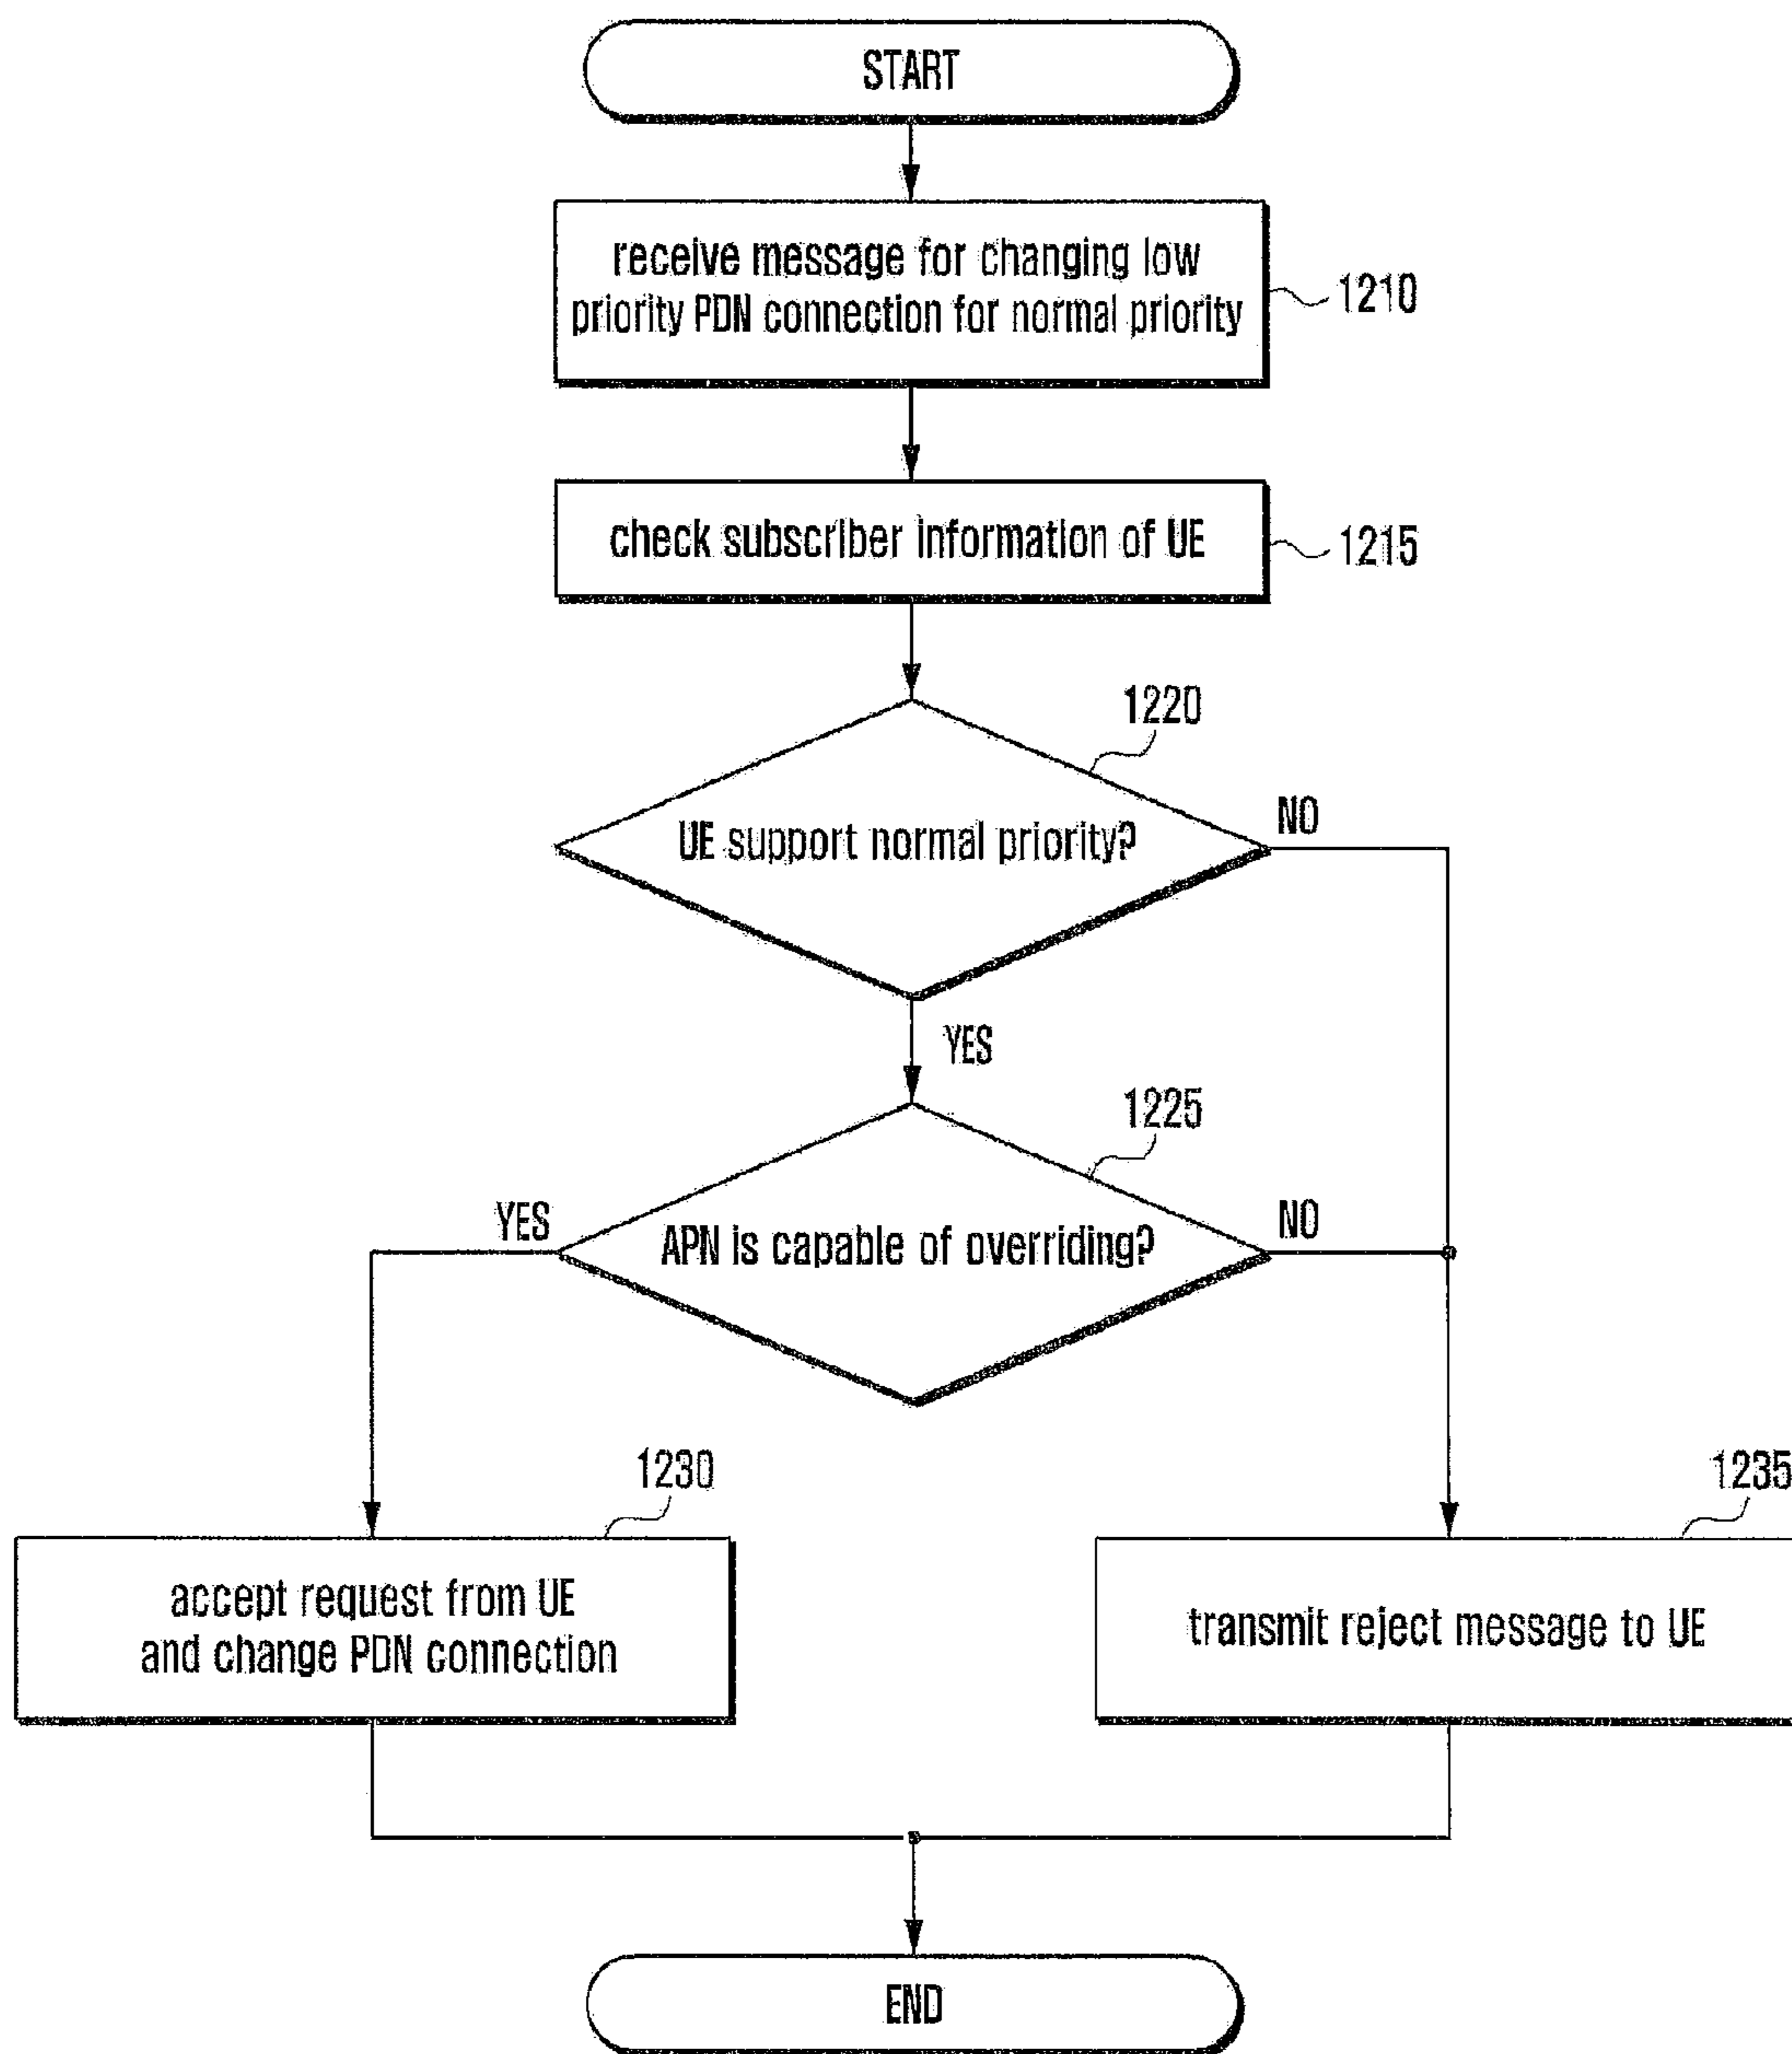 START
receive message for changing low
priority PDN connection for normal priority
1210
check subscriber information of UE
1215
1220
UE support normal priority?
NO
YES
1225
YES
APN is capable of overriding?
NO
1230
1235
accept request from UE
and change PDN connection
transmit reject message to UE
END